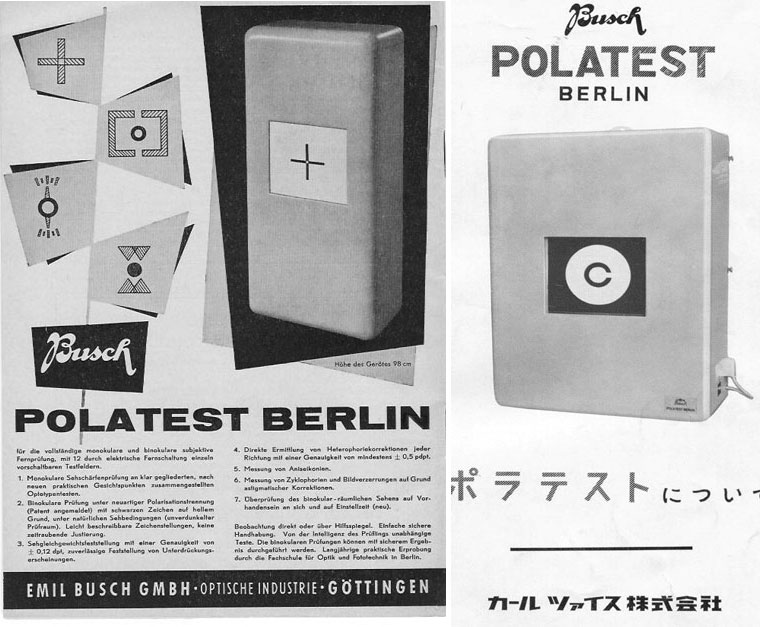 Busch
Höhe des Gerätes 98 cm
POLATEST BERLIN
für die vollständige monokulare und binokulare subjektive
Fernprüfung, mit 12 durch elektrische Fernschaltung einzeln
vorschaltbaren Testfeldern.
1. Monokulare Sehschärfenprüfung an klar gegliederten, nach
neuen praktischen Gesichtspunkten zusammengestellten
Optotypentesten.
2. Binokulare Prüfung unter neuartiger Polarisationstrennung
(Patent angemeldet) mit schwarzen Zeichen auf hellem
Grund, unter natürlichen Sehbedingungen (unverdunkelter
Prüfraum). Leicht beschreibbare Zeichenstellungen, keine
zeitraubende Justierung.
3. Sehgleichgewichtsfeststellung mit einer Genauigkeit von
± 0,12 dpt, zuverlässige Feststellung von Unterdrückungs-
erscheinungen.
4. Direkte Ermittlung von Heterophoriekorrektionen jeder
Richtung mit einer Genauigkeit von mindestens ± 0,5 pdpt.
5. Messung von Aniseikonien.
6. Messung von Zyklophorien und Bildverzerrungen auf Grund
astigmatischer Korrektionen.
7. Überprüfung des binokular-räumlichen Sehens auf Vor-
handensein an sich und auf Einstellzeit (neu).
Beobachtung direkt oder über Hilfsspiegel. Einfache sichere
Handhabung. Von der Intelligenz des Prüflings unabhängige
Teste. Die binokularen Prüfungen können mit sicherem Ergeb-
nis durchgeführt werden. Langjährige praktische Erprobung
durch die Fachschule für Optik und Fototechnik in Berlin.
EMIL BUSCH GMBH · OPTISCHE INDUSTRIE · GÖTTINGEN
Busch
POLATEST
BERLIN
ポラテストについて
カール ツァイス株式会社